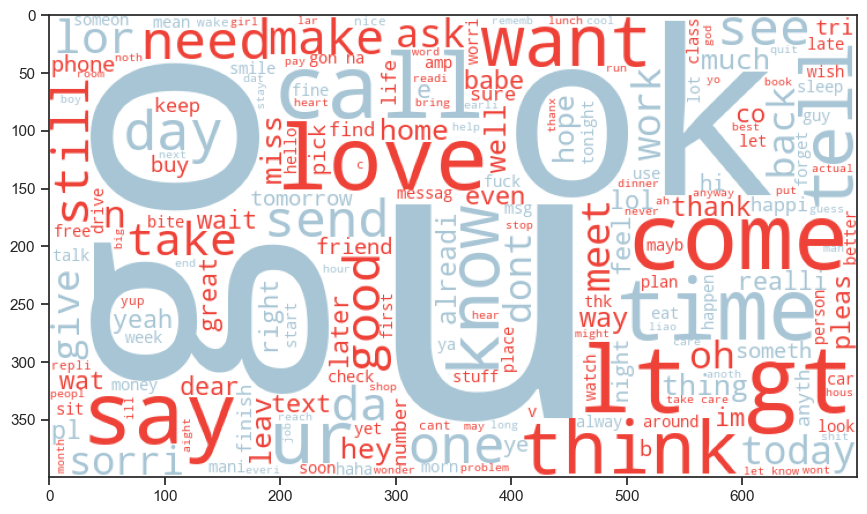 0
50
100
150
200
250
300
350
0
100
200
300
400
500
600
someon
mean
wake
girl
lar
nice
rememb
lunch
cool
class
god
see
tri
late
lor
need
make
ask
worri
want
quit
phone
noth
room
smile
pay
gon na
word
amp
readi
life
e
bring
earli
babe
sure
run
lot
yo
much
book
wish
sleep
boy
still
o
keep
day
next
buy
dat
stay
call
fine
heart
miss
hello
pick
find
home
help
love
c
well
ok
thanx
hope
tonight
work
co
best
let
back
forget
guy
tell
actual
messag
fuck
even
dinner
use
lol
hi
anyway
put
never
ah
thank
happi
guess
drive
n
big
bite
wait
free
take
tomorrow
send
friend
msg
stop
dont
know
alreadi
ya
hear
place
stuff
u
meet
feel
come
mayb
man
better
talk
give
b
yup
yeah
week
end
great
g
right
start
hour
later
good
first
thk
way
might
plan
happen
time
eat
liao
care
realli
person
pleas
repli
wat
money
dear
check
shop
watch
lt
night
oh
thing
anoth
someth
gt
anyth
car
hous
peopl
sit
ill
say
pl
sorri
month
aight
finish
mani
leav
everi
text
reach
job
ur
soon
da
yet
hey
haha
wonder
number
cant
may
long
one
morn
problem
ye
v
think
alway
take care
im
around
b
today
look
shit
let know
wont